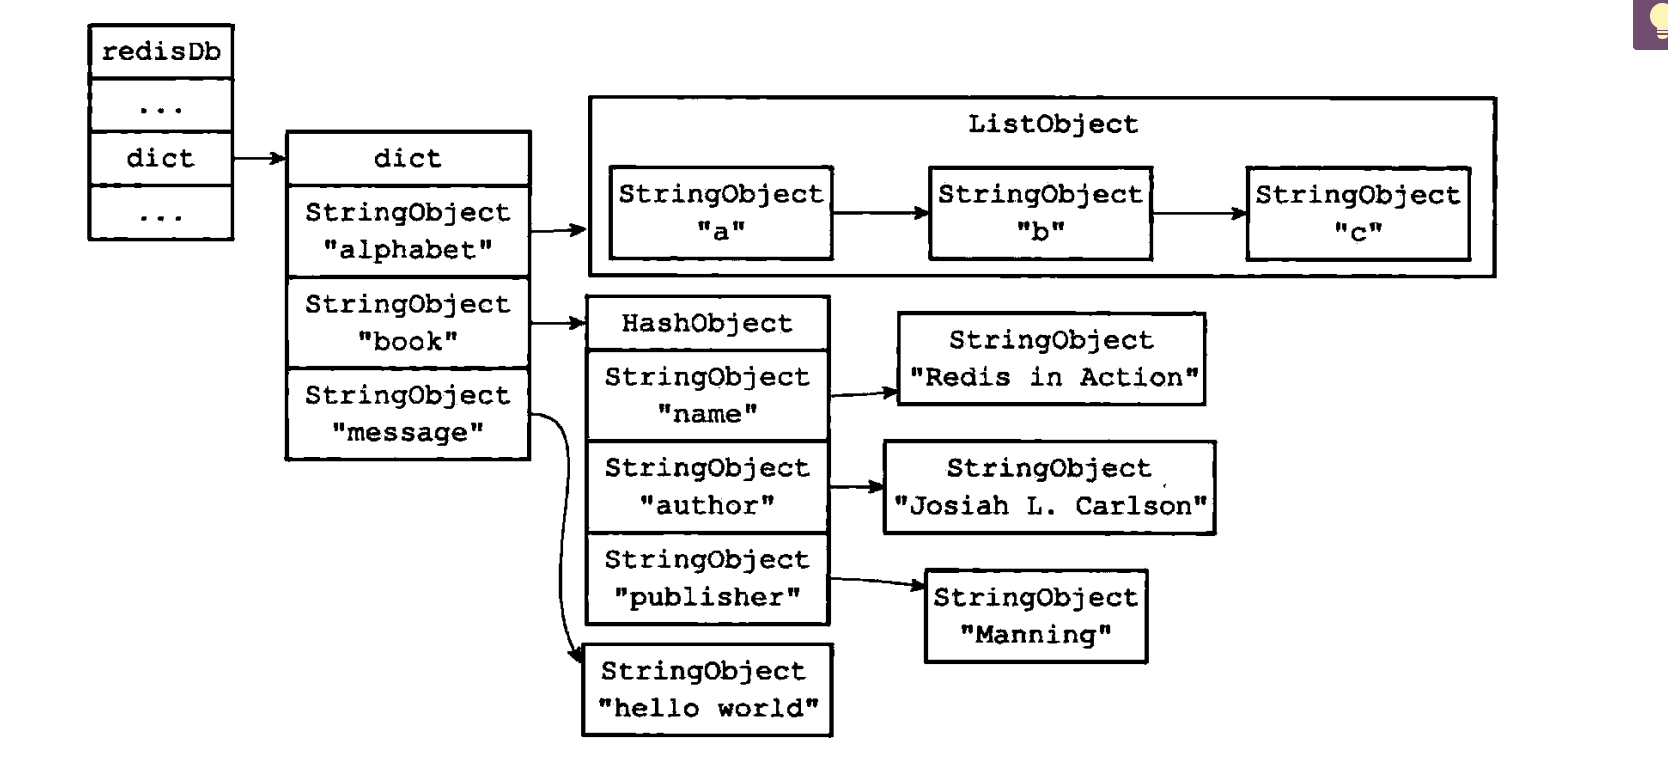 redisDb
...
dict
...
dict
StringObject
"alphabet"
StringObject
"book"
StringObject
"message"
ListObject
StringObject
"a"
StringObject
"b"
StringObject
"c"
HashObject
StringObject
"name"
StringObject
"author"
StringObject
"publisher"
StringObject
"Redis in Action"
StringObject
"Josiah L. Carlson"
StringObject
"Manning"
StringObject
"hello world"